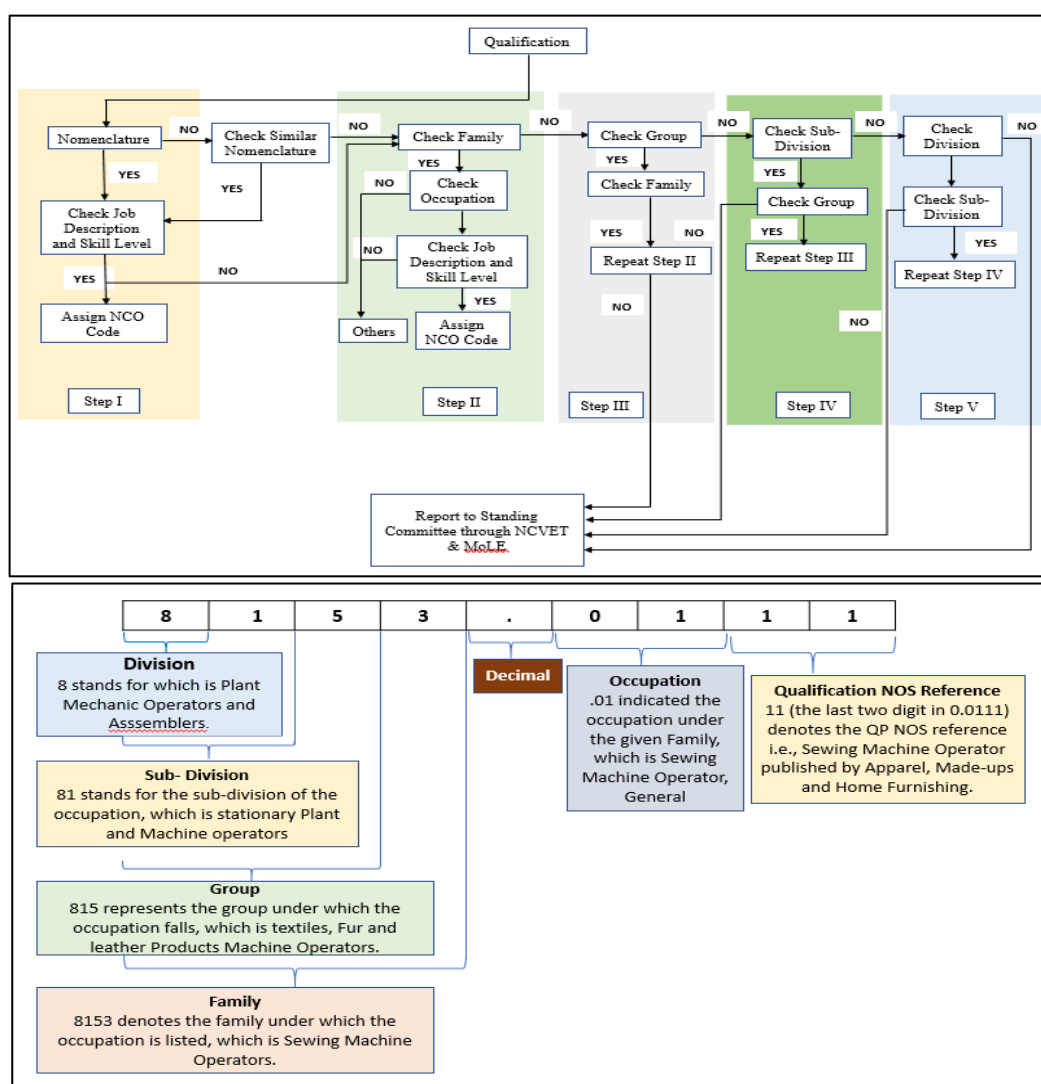 Qualification
Nomenclature
NO
Check Similar
Nomenclature
NO
Check Family
NO
Check Group
NO
Check Sub-
Division
NO
Check
Division
NO
YES
YES
YES
NO
Check
Occupation
YES
Check Family
YES
Check Group
Check Sub-
Division
Check Job
Description
and Skill Level
NO
Check Job
Description and
Skill Level
YES
NO
Repeat Step II
YES
Repeat Step III
YES
Repeat Step IV
YES
NO
YES
NO
NO
Assign NCO
Code
Others
Assign
NCO Code
Step I
Step II
Step III
Step IV
Step V
Report to Standing
Committee through NCVET
& MoLE
8 1 5 3 . 0 1 1 1
Division
8 stands for which is Plant
Mechanic Operators and
Asssemblers.
Decimal
Occupation
.01 indicated the
occupation under
the given Family,
which is Sewing
Machine Operator,
General
Qualification NOS Reference
11 (the last two digit in 0.0111)
denotes the QP NOS reference
i.e., Sewing Machine Operator
published by Apparel, Made-ups
and Home Furnishing.
Sub- Division
81 stands for the sub-division of the
occupation, which is stationary Plant
and Machine operators
Group
815 represents the group under which the
occupation falls, which is textiles, Fur and
leather Products Machine Operators.
Family
8153 denotes the family under which the
occupation is listed, which is Sewing Machine
Operators.